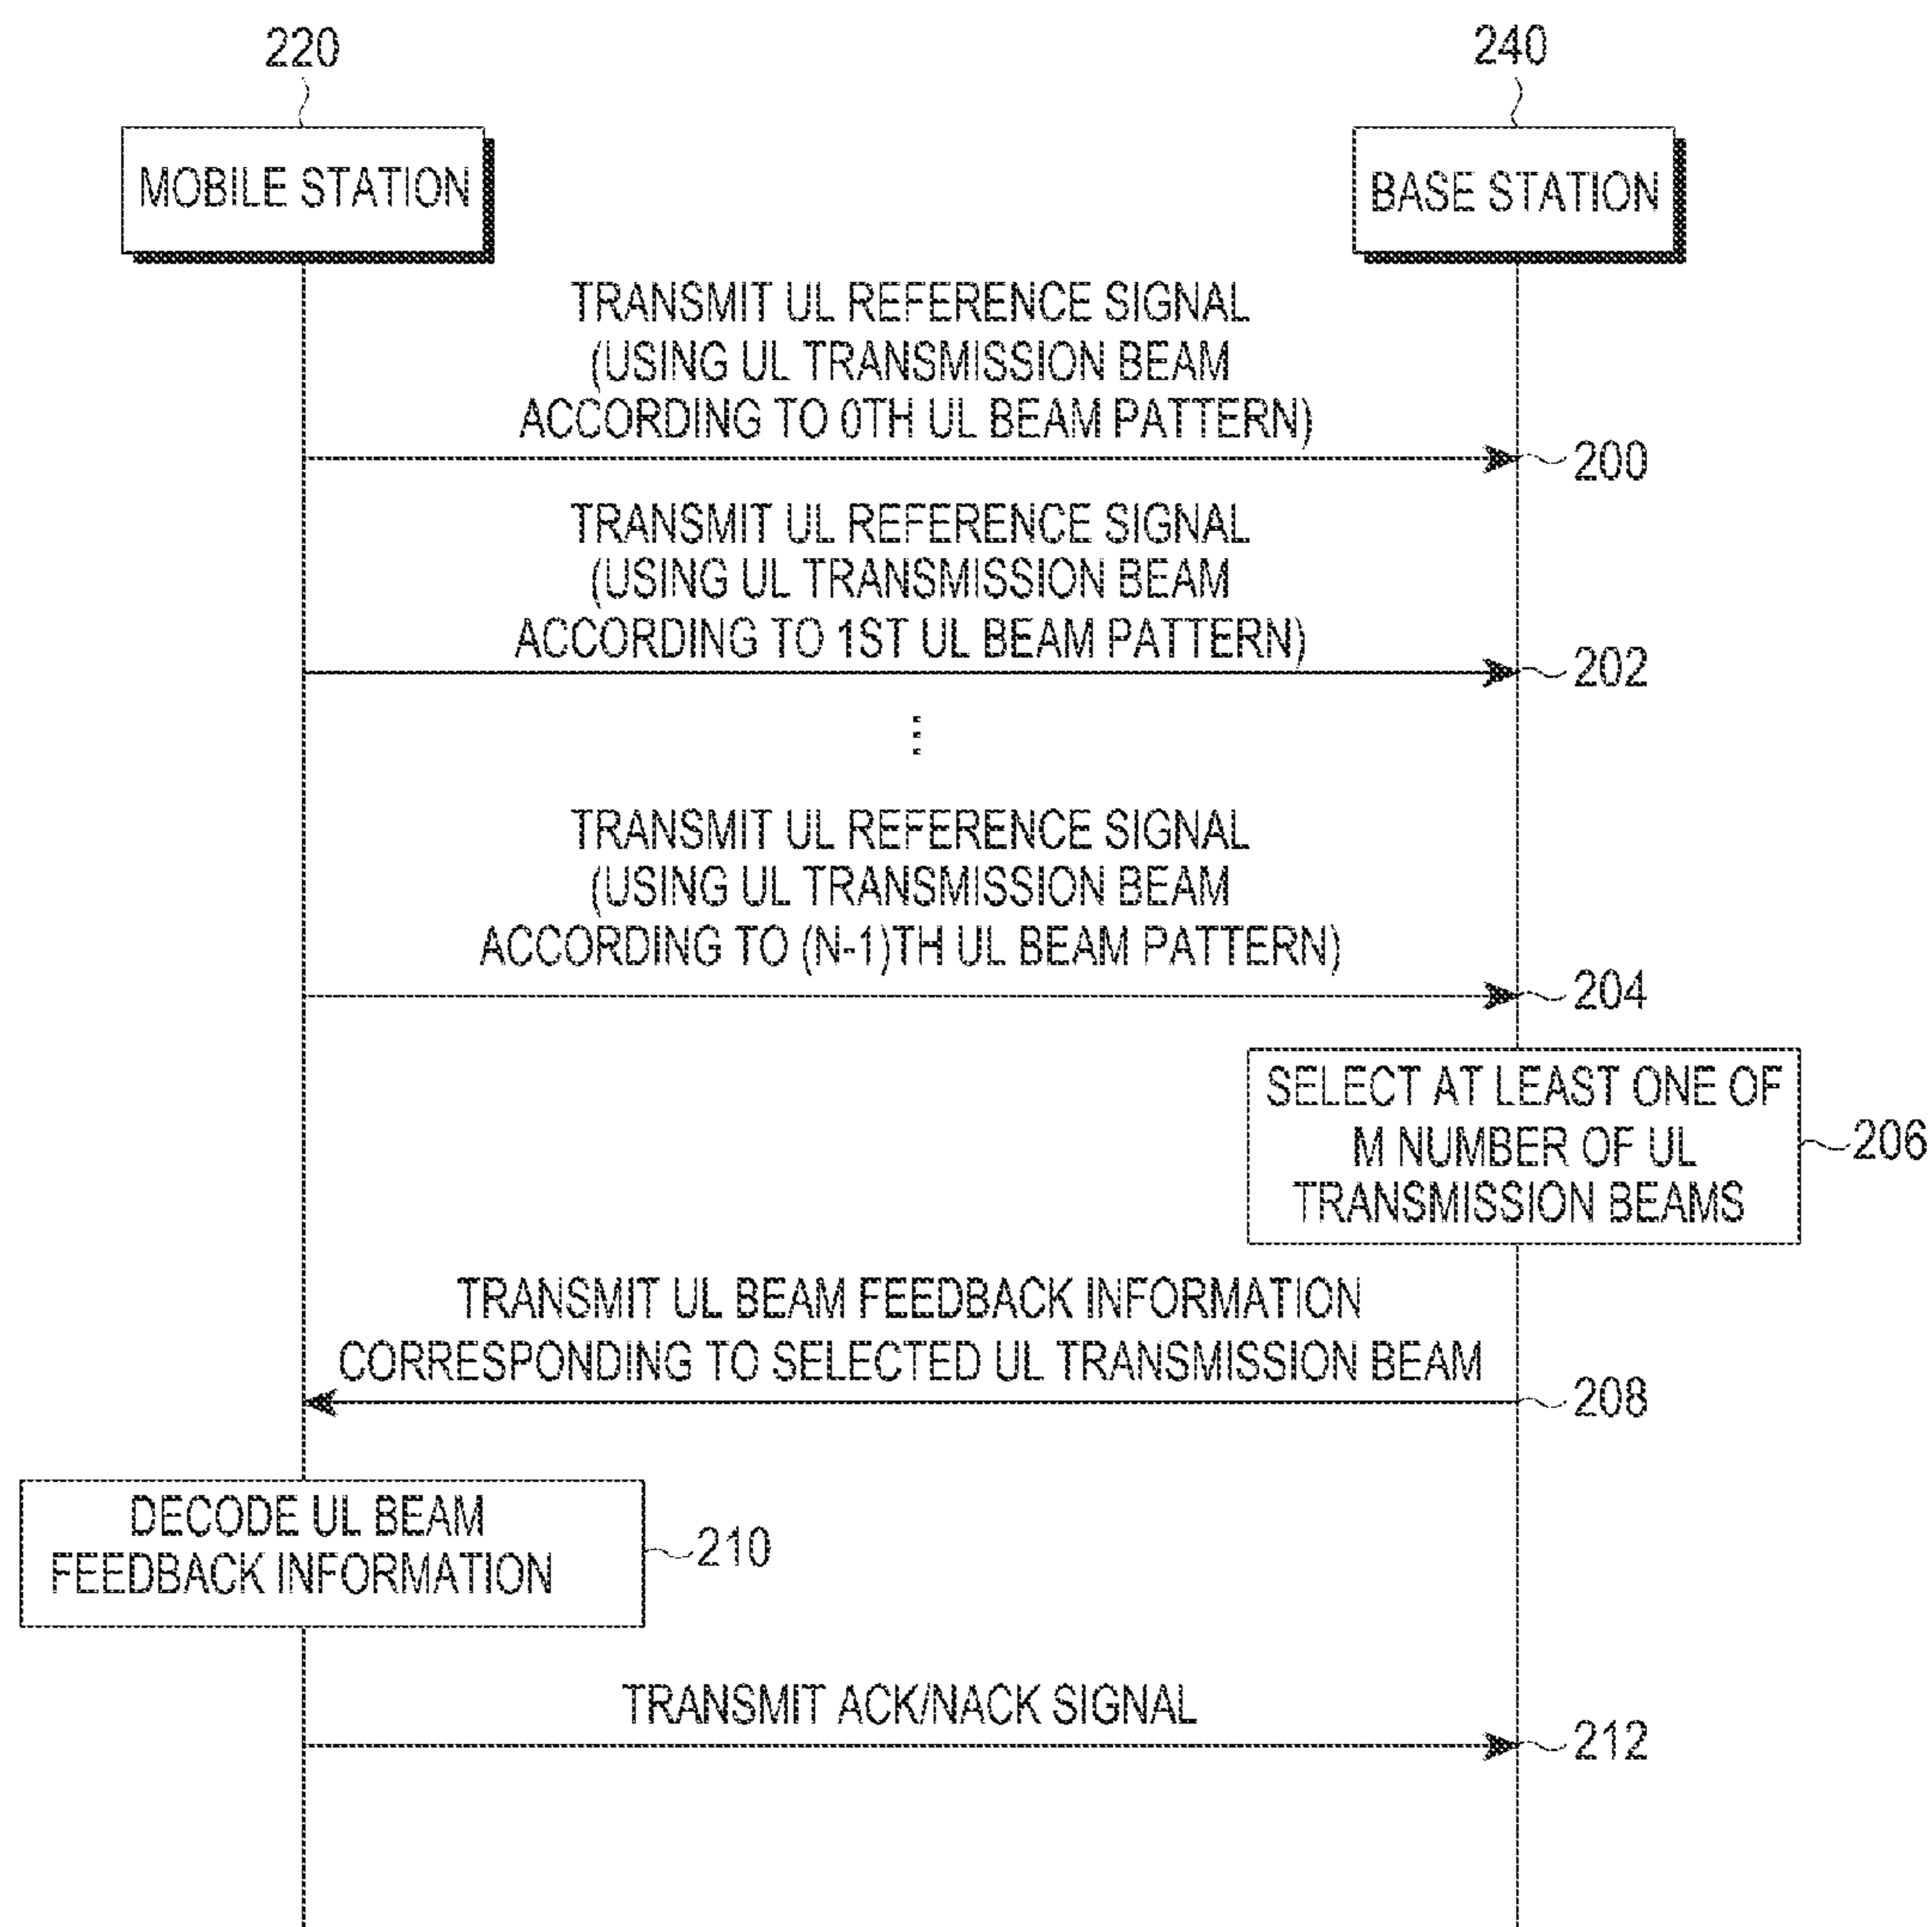 220
240
MOBILE STATION
BASE STATION
TRANSMIT UL REFERENCE SIGNAL
(USING UL TRANSMISSION BEAM
ACCORDING TO 0TH UL BEAM PATTERN)
200
TRANSMIT UL REFERENCE SIGNAL
(USING UL TRANSMISSION BEAM
ACCORDING TO 1ST UL BEAM PATTERN)
202
⋮
TRANSMIT UL REFERENCE SIGNAL
(USING UL TRANSMISSION BEAM
ACCORDING TO (N-1)TH UL BEAM PATTERN)
204
SELECT AT LEAST ONE OF
M NUMBER OF UL
TRANSMISSION BEAMS
206
TRANSMIT UL BEAM FEEDBACK INFORMATION
CORRESPONDING TO SELECTED UL TRANSMISSION BEAM
208
DECODE UL BEAM
FEEDBACK INFORMATION
210
TRANSMIT ACK/NACK SIGNAL
212